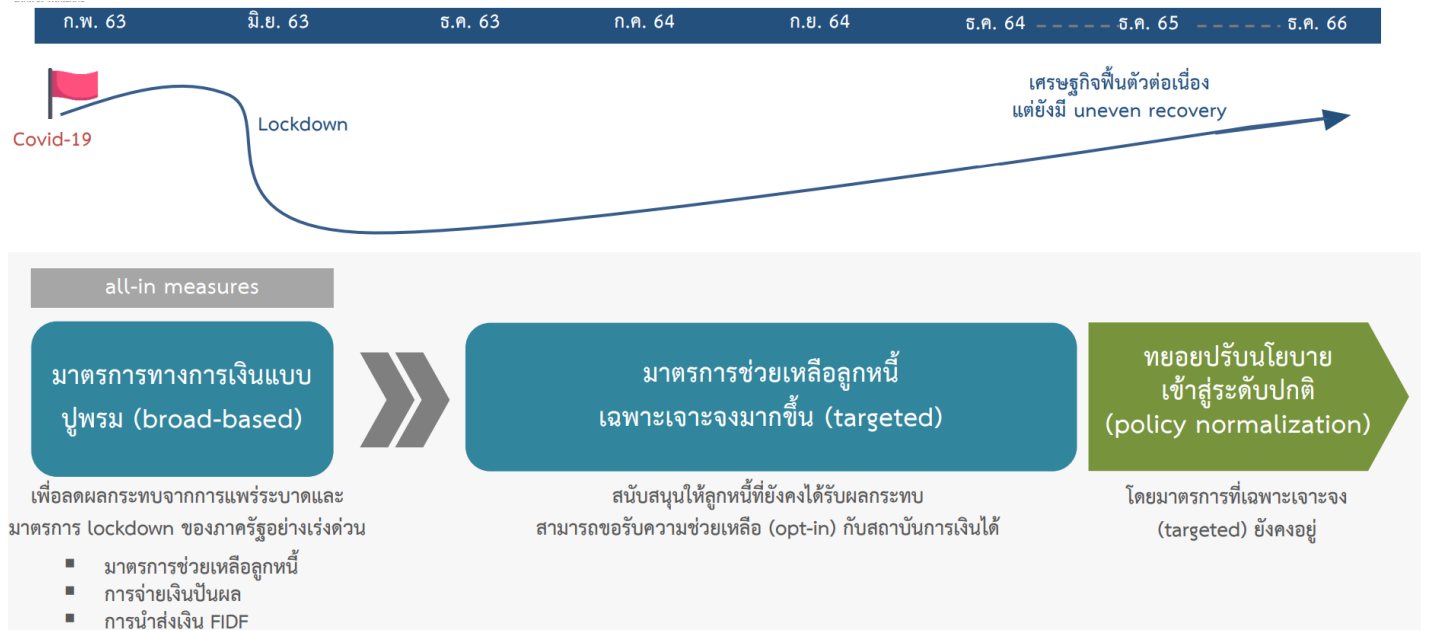 ก.พ. 63 มิ.ย. 63 ธ.ค. 63 ก.ค. 64 ก.ย. 64 ธ.ค. 64 ธ.ค. 65 ธ.ค. 66
เศรษฐกิจฟื้นตัวต่อเนื่อง
แต่ยังมี uneven recovery
Lockdown
Covid-19
all-in measures
มาตรการทางการเงินแบบ
ปูพรม (broad-based)
มาตรการช่วยเหลือลูกหนี้
เฉพาะเจาะจงมากขึ้น (targeted)
ทยอยปรับนโยบาย
เข้าสู่ระดับปกติ
(policy normalization)
เพื่อลดผลกระทบจากการแพร่ระบาดและ
มาตรการ lockdown ของภาครัฐอย่างเร่งด่วน
▪ มาตรการช่วยเหลือลูกหนี้
▪ การจ่ายเงินปันผล
▪ การนำส่งเงิน FIDF
สนับสนุนให้ลูกหนี้ที่ยังคงได้รับผลกระทบ
สามารถขอรับความช่วยเหลือ (opt-in) กับสถาบันการเงินได้
โดยมาตรการที่เฉพาะเจาะจง
(targeted) ยังคงอยู่